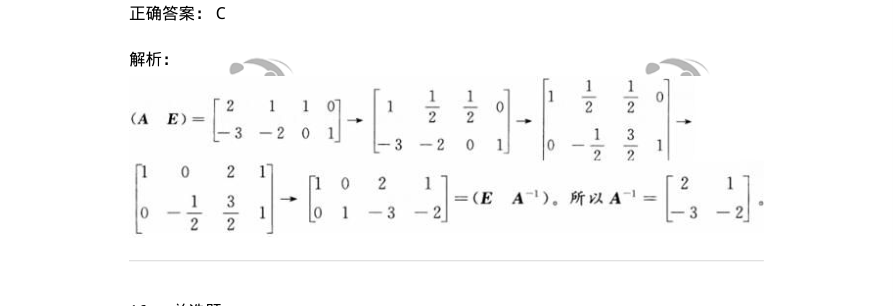 正确答案： C
解析：
(A E)= [2 1 1 0; -3 -2 0 1] → [1 1/2 1/2 0; -3 -2 0 1] → [1 1/2 1/2 0; 0 -1/2 3/2 1] →
[1 0 2 1; 0 -1/2 3/2 1] → [1 0 2 1; 0 1 -3 -2] =(E A⁻¹)。所以 A⁻¹= [2 1; -3 -2]。